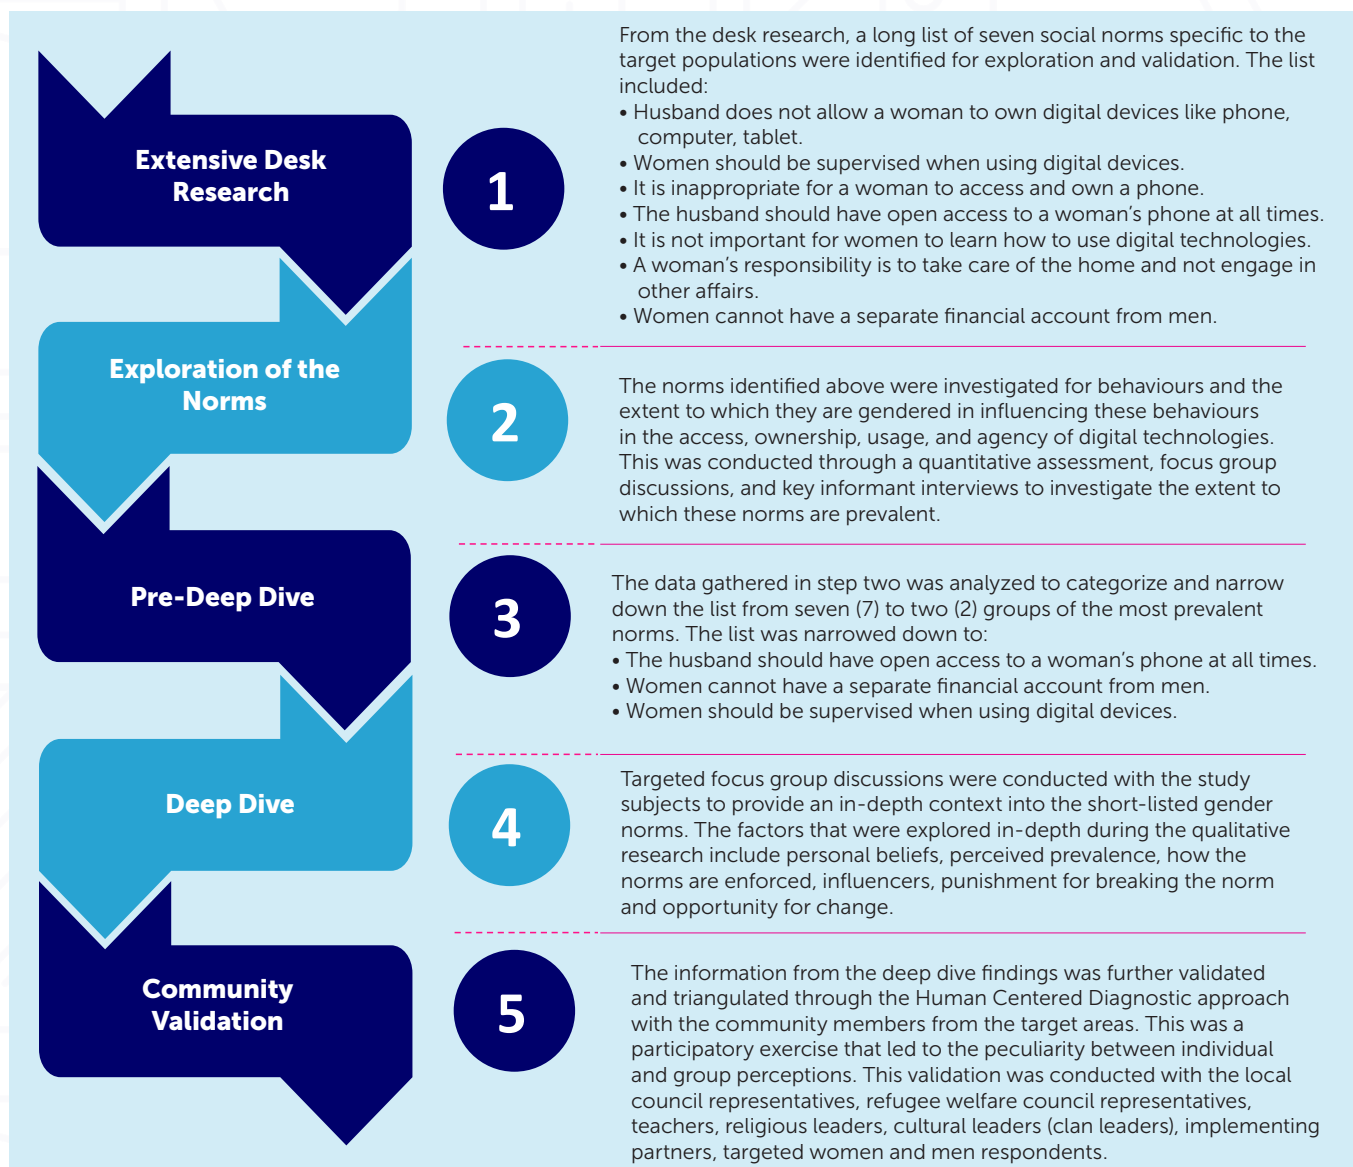 Extensive Desk
Research
1
From the desk research, a long list of seven social norms specific to the
target populations were identified for exploration and validation. The list
included:
• Husband does not allow a woman to own digital devices like phone,
computer, tablet.
• Women should be supervised when using digital devices.
• It is inappropriate for a woman to access and own a phone.
• The husband should have open access to a woman’s phone at all times.
• It is not important for women to learn how to use digital technologies.
• A woman’s responsibility is to take care of the home and not engage in
other affairs.
• Women cannot have a separate financial account from men.
Exploration of the
Norms
2
The norms identified above were investigated for behaviours and the
extent to which they are gendered in influencing these behaviours
in the access, ownership, usage, and agency of digital technologies.
This was conducted through a quantitative assessment, focus group
discussions, and key informant interviews to investigate the extent to
which these norms are prevalent.
Pre-Deep Dive
3
The data gathered in step two was analyzed to categorize and narrow
down the list from seven (7) to two (2) groups of the most prevalent
norms. The list was narrowed down to:
• The husband should have open access to a woman’s phone at all times.
• Women cannot have a separate financial account from men.
• Women should be supervised when using digital devices.
Deep Dive
4
Targeted focus group discussions were conducted with the study
subjects to provide an in-depth context into the short-listed gender
norms. The factors that were explored in-depth during the qualitative
research include personal beliefs, perceived prevalence, how the
norms are enforced, influencers, punishment for breaking the norm
and opportunity for change.
Community
Validation
5
The information from the deep dive findings was further validated
and triangulated through the Human Centered Diagnostic approach
with the community members from the target areas. This was a
participatory exercise that led to the peculiarity between individual
and group perceptions. This validation was conducted with the local
council representatives, refugee welfare council representatives,
teachers, religious leaders, cultural leaders (clan leaders), implementing
partners, targeted women and men respondents.